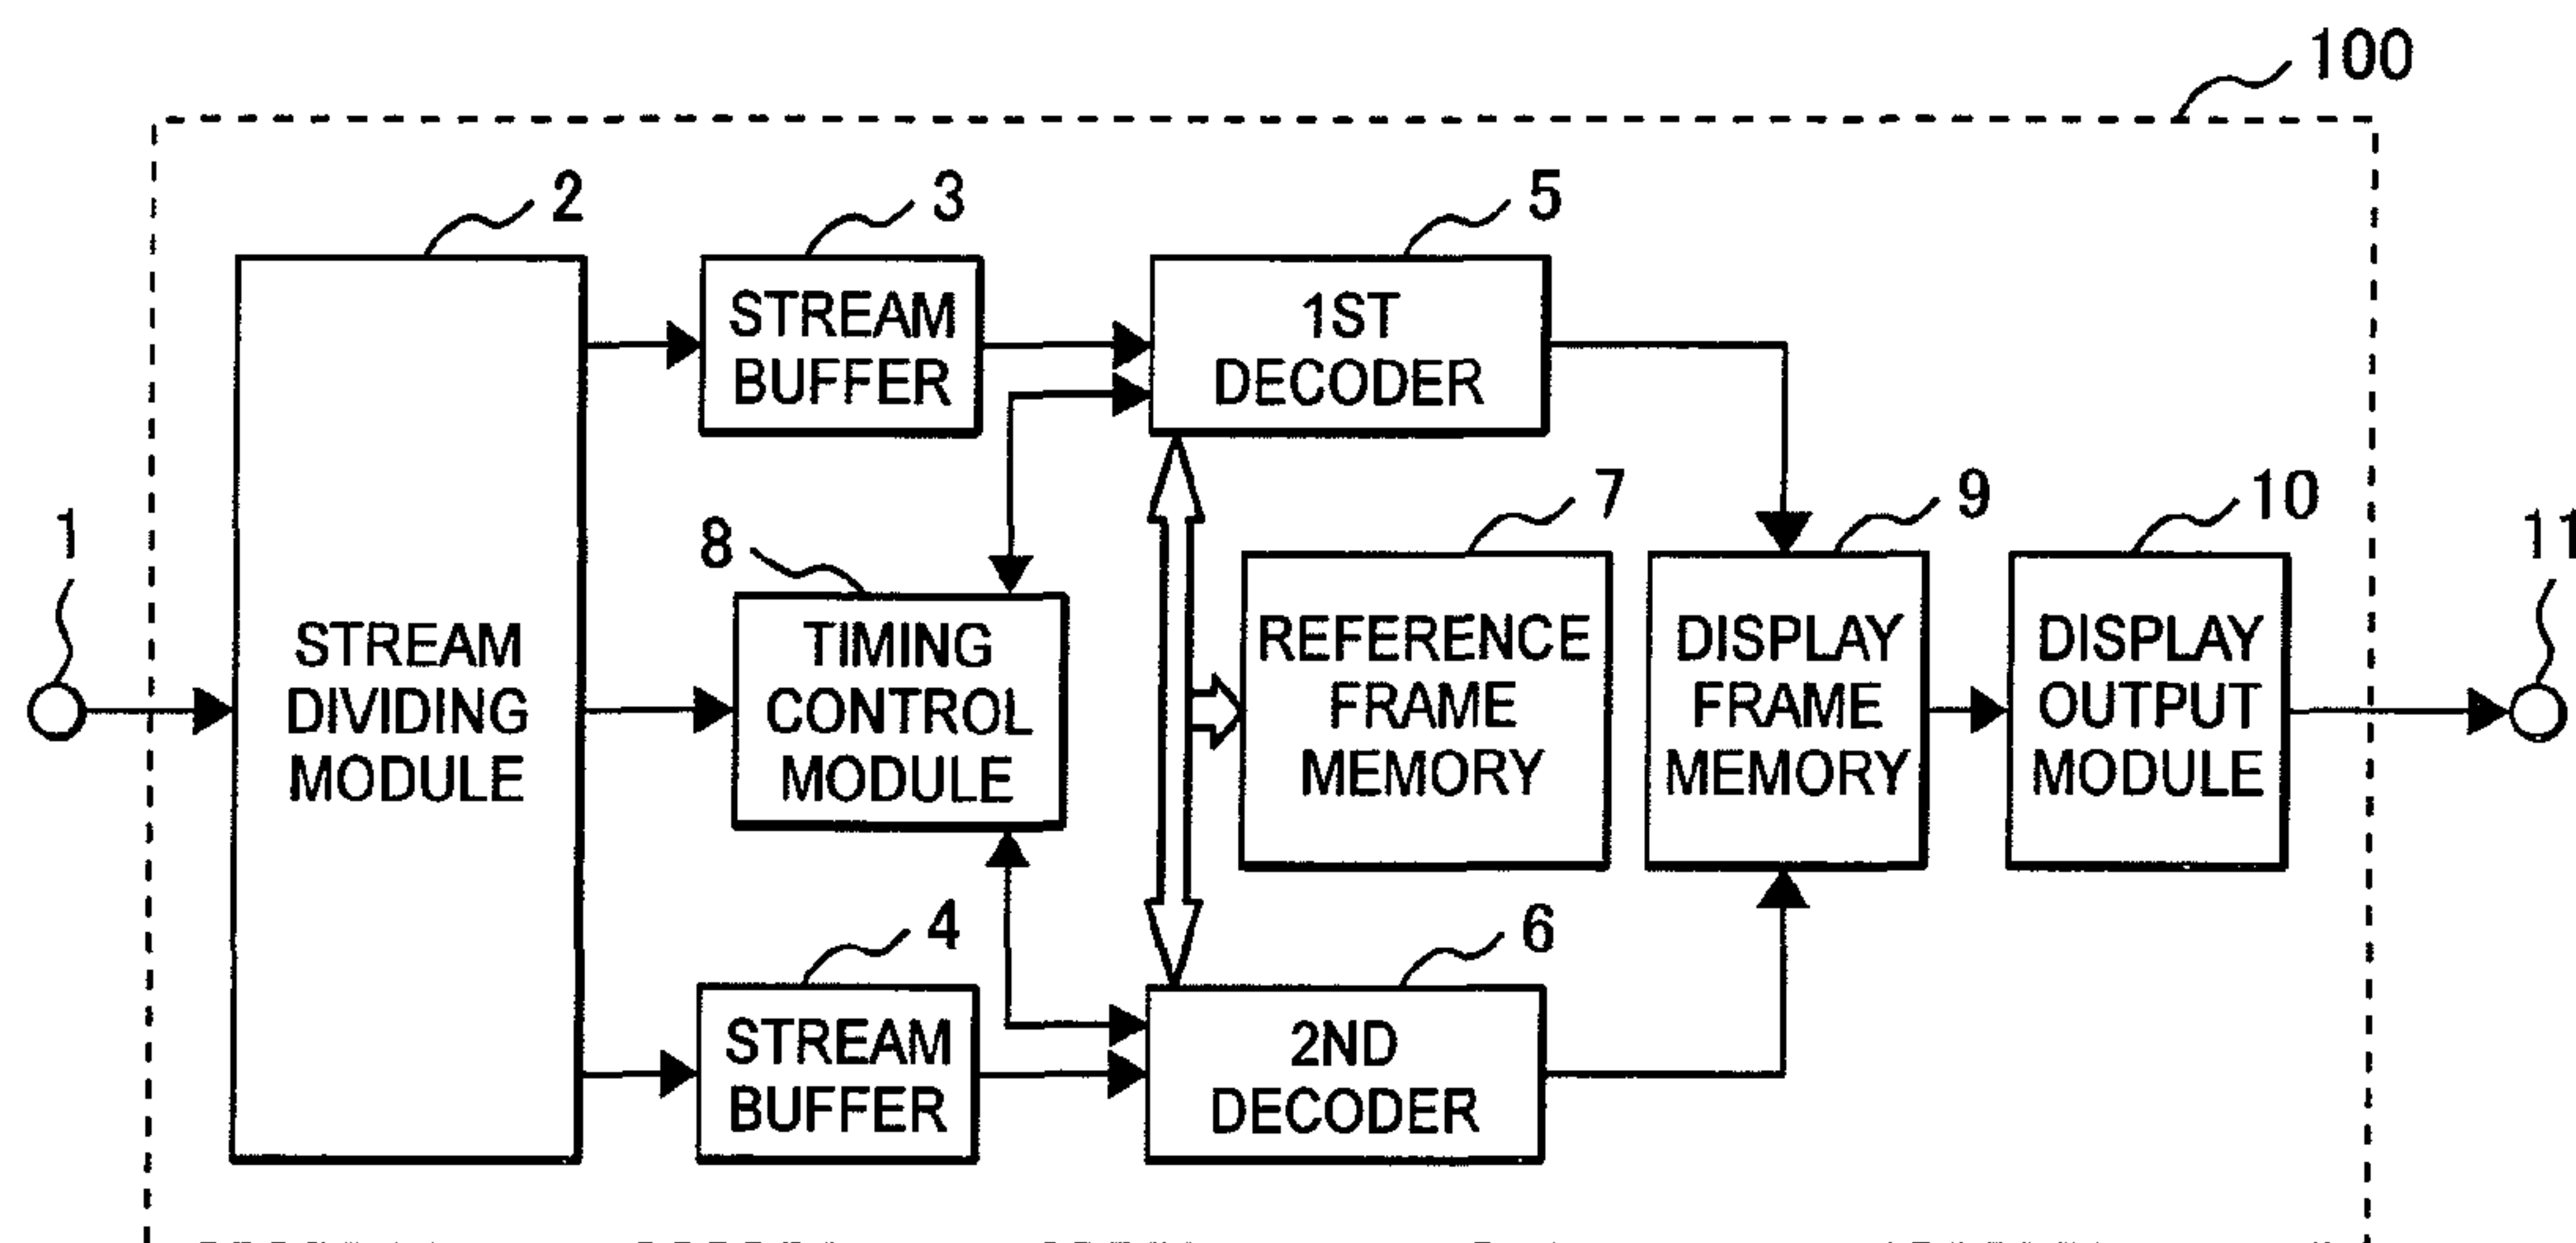 100
2
3
5
STREAM
BUFFER
1ST
DECODER
1
8
7
9
10
11
STREAM
DIVIDING
MODULE
TIMING
CONTROL
MODULE
REFERENCE
FRAME
MEMORY
DISPLAY
FRAME
MEMORY
DISPLAY
OUTPUT
MODULE
4
6
STREAM
BUFFER
2ND
DECODER